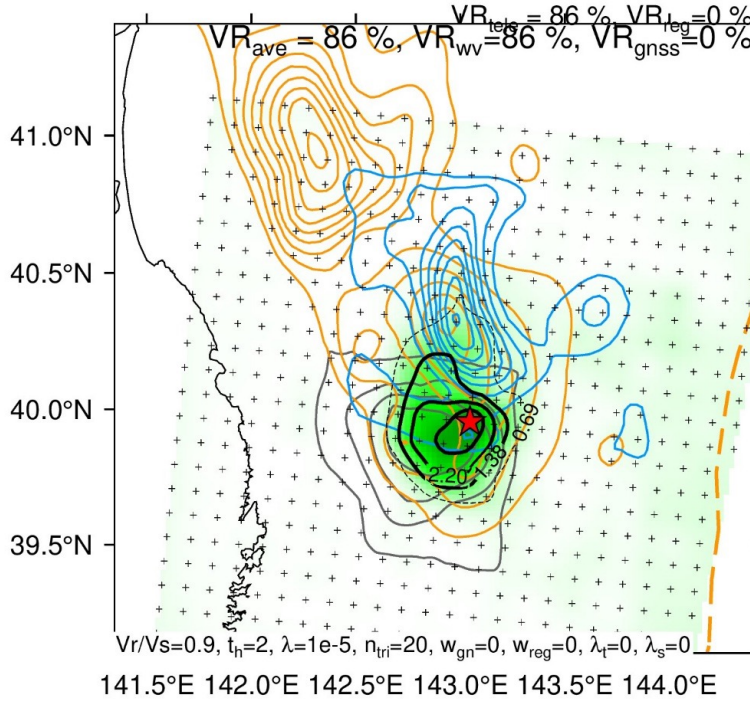 VR_tele = 86 %, VR_reg=0 %
VR_ave = 86 %, VR_wv=86 %, VR_gnss=0 %
41.0°N
40.5°N
40.0°N
39.5°N
0.69
1.38
2.20
Vr/Vs=0.9, t_h=2, λ=1e-5, n_tri=20, w_gn=0, w_reg=0, λ_t=0, λ_s=0
141.5°E 142.0°E 142.5°E 143.0°E 143.5°E 144.0°E